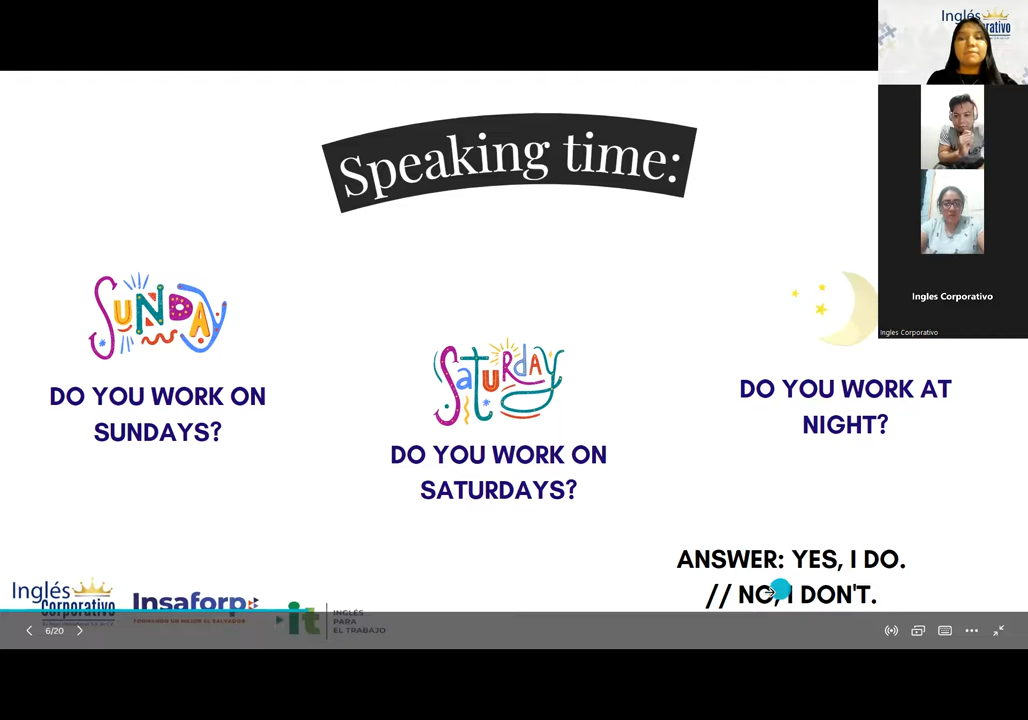 Speaking time:
SUNDAY
DO YOU WORK ON
SUNDAYS?
Saturday
DO YOU WORK ON
SATURDAYS?
DO YOU WORK AT
NIGHT?
ANSWER: YES, I DO.
// NO, I DON'T.
Inglés
Corporativo
Insaforp
it
INGLÉS
PARA
EL TRABAJO
6/20
Inglés
Ingles Corporativo
Ingles Corporativo